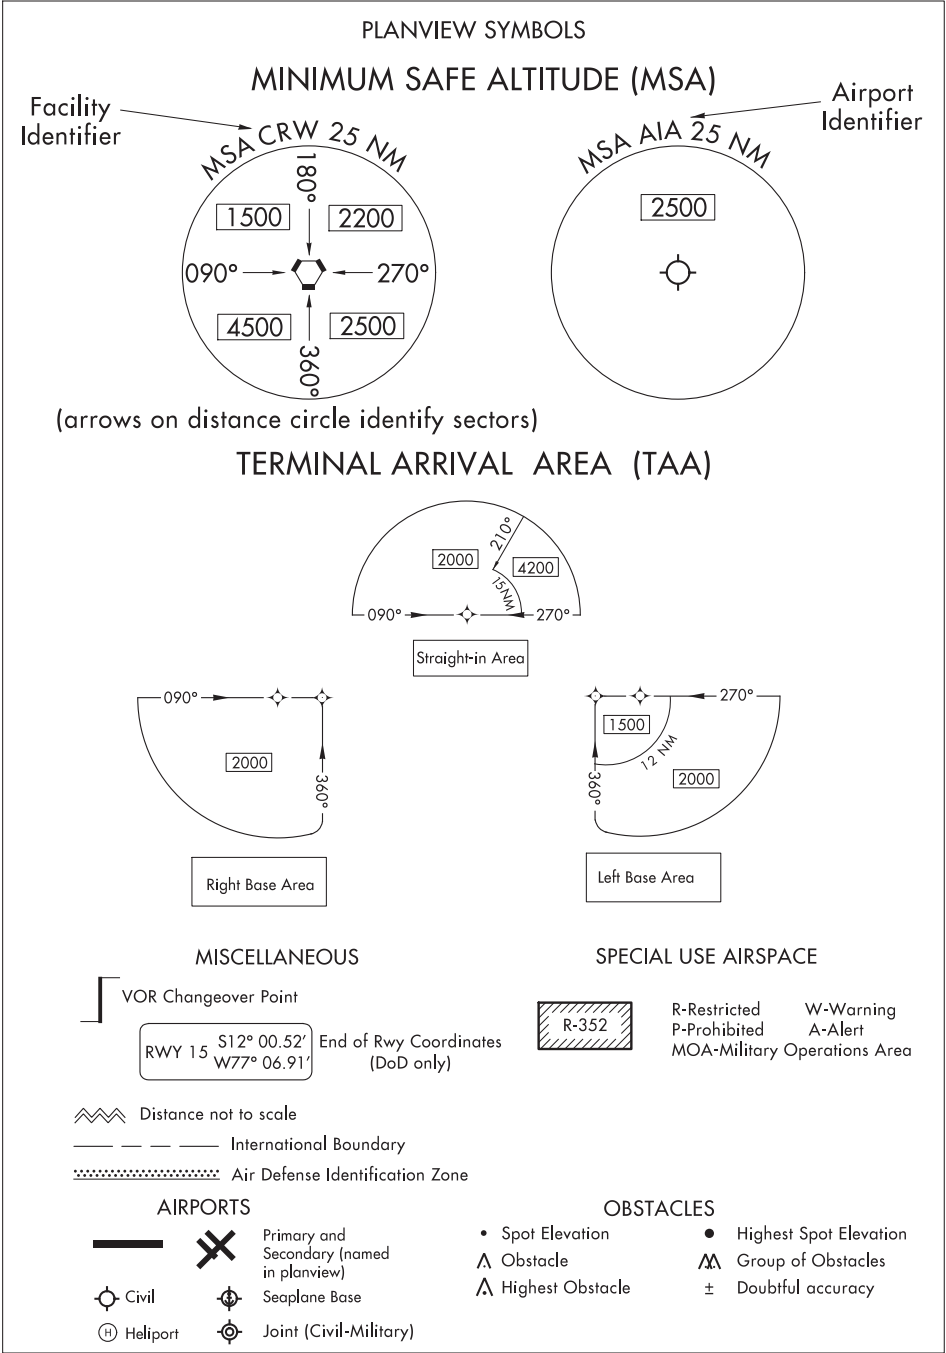 PLANVIEW SYMBOLS
MINIMUM SAFE ALTITUDE (MSA)
Facility
Identifier
Airport
Identifier
MSA CRW 25 NM
180°
1500
2200
090°
270°
4500
2500
360°
MSA AIA 25 NM
2500
(arrows on distance circle identify sectors)
TERMINAL ARRIVAL AREA (TAA)
210°
2000
4200
15NM
090°
270°
Straight-in Area
090°
2000
360°
Right Base Area
270°
1500
12 NM
2000
360°
Left Base Area
MISCELLANEOUS
VOR Changeover Point
RWY 15 S12° 00.52'
W77° 06.91'
End of Rwy Coordinates
(DoD only)
Distance not to scale
International Boundary
Air Defense Identification Zone
SPECIAL USE AIRSPACE
R-352
R-Restricted W-Warning
P-Prohibited A-Alert
MOA-Military Operations Area
AIRPORTS
Primary and
Secondary (named
in planview)
Civil
Seaplane Base
H
Heliport
Joint (Civil-Military)
OBSTACLES
Spot Elevation
Highest Spot Elevation
Obstacle
Group of Obstacles
Highest Obstacle
± Doubtful accuracy